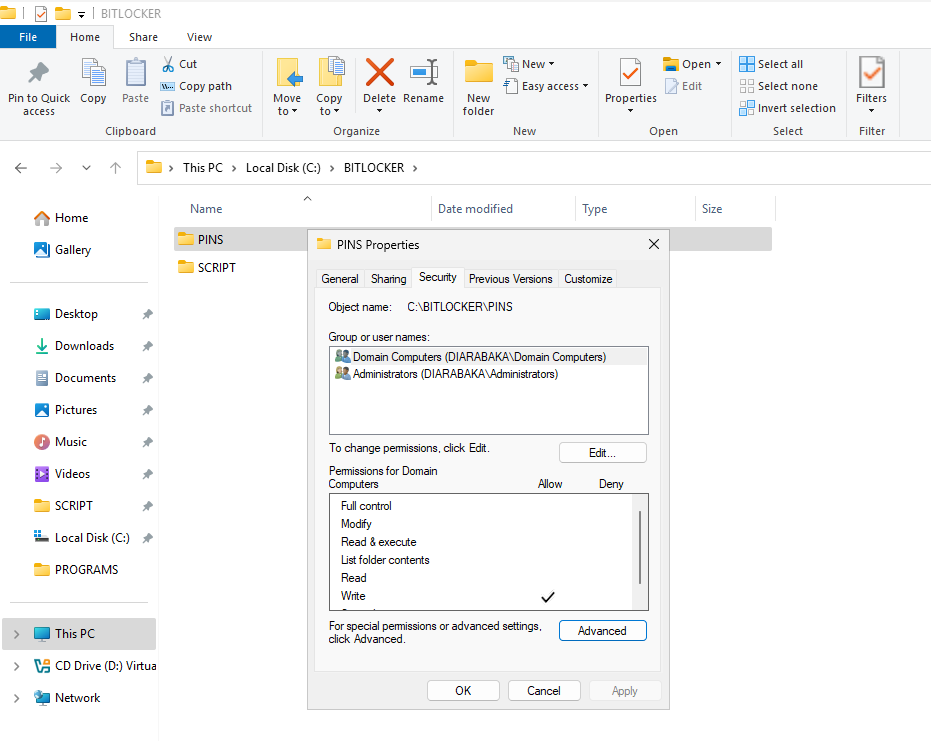 BITLOCKER
File Home Share View
Pin to Quick access
Copy
Paste
Cut
Copy path
Paste shortcut
Clipboard
Move to
Copy to
Delete
Rename
Organize
New folder
New
Easy access
New
Properties
Open
Edit
Open
Select all
Select none
Invert selection
Select
Filters
Filter
This PC > Local Disk (C:) > BITLOCKER >
Home
Gallery
Desktop
Downloads
Documents
Pictures
Music
Videos
SCRIPT
Local Disk (C:)
PROGRAMS
This PC
CD Drive (D:) Virtua
Network
Name Date modified Type Size
PINS
SCRIPT
PINS Properties
General Sharing Security Previous Versions Customize
Object name: C:\BITLOCKER\PINS
Group or user names:
Domain Computers (DIARABAKA\Domain Computers)
Administrators (DIARABAKA\Administrators)
To change permissions, click Edit.
Edit...
Permissions for Domain
Computers Allow Deny
Full control
Modify
Read & execute
List folder contents
Read
Write
For special permissions or advanced settings,
click Advanced.
Advanced
OK Cancel Apply